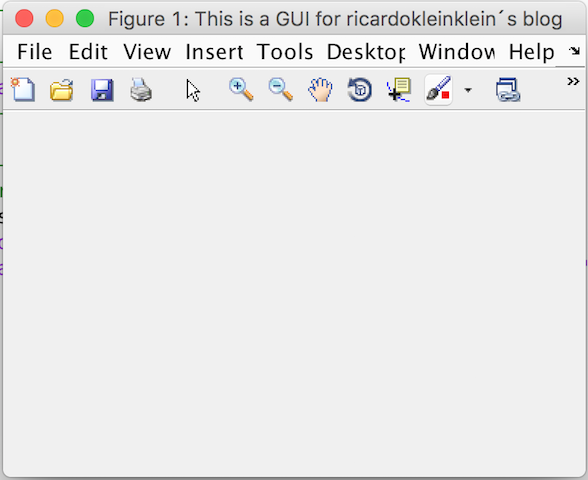 Figure 1: This is a GUI for ricardokleinklein´s blog
File Edit View Insert Tools Desktop Window Help